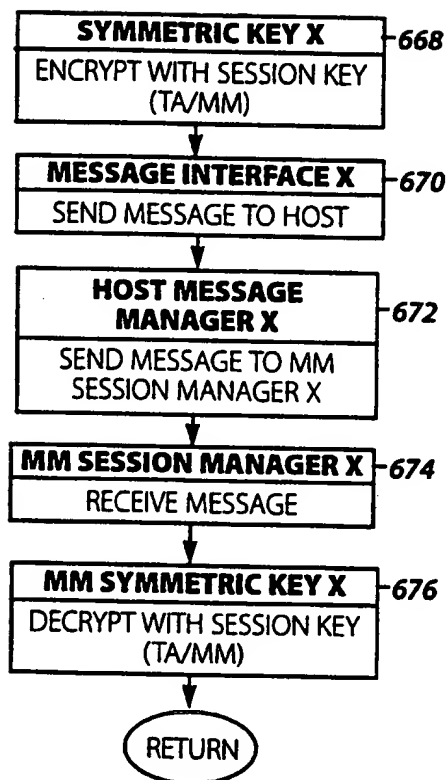 SYMMETRIC KEY X
668
ENCRYPT WITH SESSION KEY
(TA/MM)
MESSAGE INTERFACE X
670
SEND MESSAGE TO HOST
HOST MESSAGE
MANAGER X
672
SEND MESSAGE TO MM
SESSION MANAGER X
MM SESSION MANAGER X
674
RECEIVE MESSAGE
MM SYMMETRIC KEY X
676
DECRYPT WITH SESSION KEY
(TA/MM)
RETURN